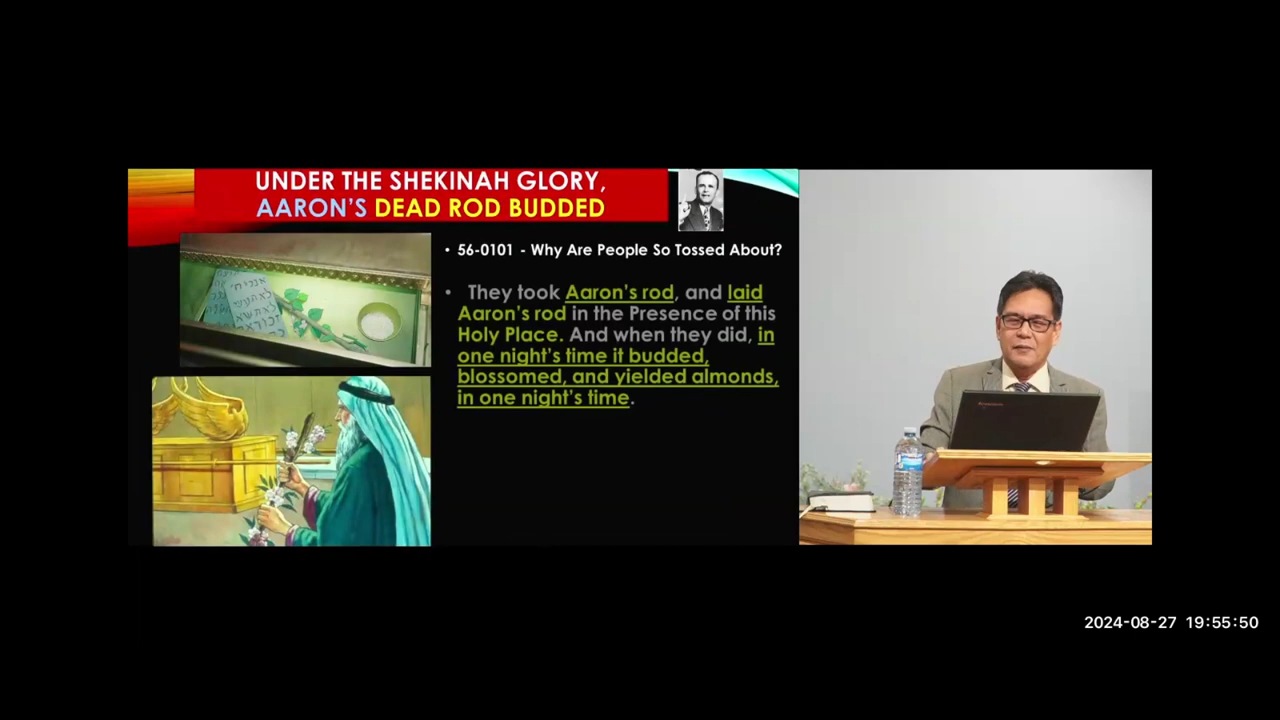 UNDER THE SHEKINAH GLORY,
AARON'S DEAD ROD BUDDED
• 56-0101 - Why Are People So Tossed About?
• They took Aaron's rod, and laid
Aaron's rod in the Presence of this
Holy Place. And when they did, in
one night's time it budded,
blossomed, and yielded almonds,
in one night's time.
2024-08-27 19:55:50